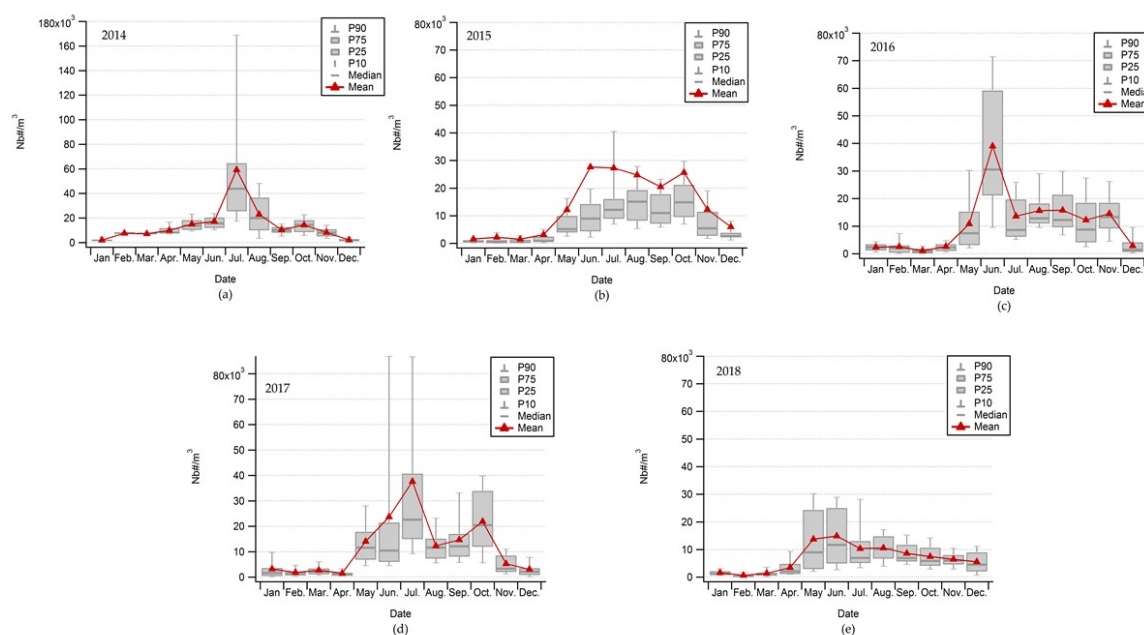 180x10³
160
140
120
100
80
60
40
20
0
2014
P90
P75
P25
P10
Median
Mean
Nb#/m³
Jan Feb. Mar. Apr. May Jun. Jul. Aug. Sep. Oct. Nov. Dec.
Date
(a)
80x10³
70
60
50
40
30
20
10
0
2015
P90
P75
P25
P10
Median
Mean
Nb#/m³
Jan Feb. Mar. Apr. May Jun. Jul. Aug. Sep. Oct. Nov. Dec.
Date
(b)
80x10³
70
60
50
40
30
20
10
0
2016
P90
P75
P25
P10
Median
Mean
Nb#/m³
Jan Feb. Mar. Apr. May Jun. Jul. Aug. Sep. Oct. Nov. Dec.
Date
(c)
80x10³
60
50
40
30
20
10
0
2017
P90
P75
P25
P10
Median
Mean
Nb#/m³
Jan Feb. Mar. Apr. May Jun. Jul. Aug. Sep. Oct. Nov. Dec.
Date
(d)
80x10³
70
60
50
40
30
20
10
0
2018
P90
P75
P25
P10
Median
Mean
Nb#/m³
Jan Feb. Mar. Apr. May Jun. Jul. Aug. Sep. Oct. Nov. Dec.
Date
(e)